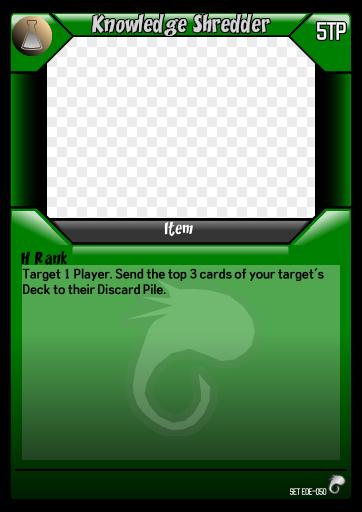 Knowledge Shredder
5TP
Item
H Rank
Target 1 Player. Send the top 3 cards of your target's
Deck to their Discard Pile.
SET EOE-050